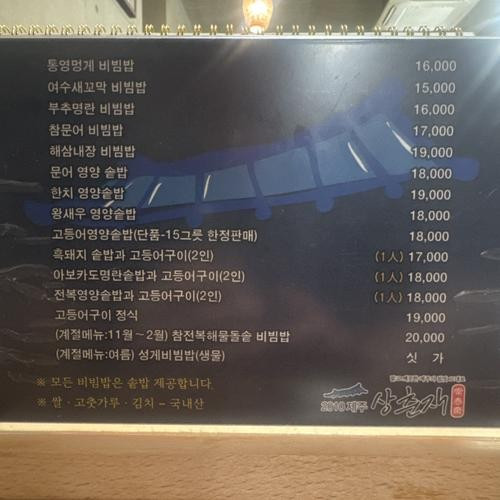 통영멍게 비빔밥 16,000
여수새꼬막 비빔밥 15,000
부추명란 비빔밥 16,000
참문어 비빔밥 17,000
해삼내장 비빔밥 19,000
문어 영양 솥밥 18,000
한치 영양솥밥 19,000
왕새우 영양솥밥 18,000
고등어영양솥밥(단품-15그릇 한정판매) 18,000
흑돼지 솥밥과 고등어구이(2인) (1人) 17,000
아보카도명란솥밥과 고등어구이(2인) (1人) 18,000
전복영양솥밥과 고등어구이(2인) (1人) 18,000
고등어구이 정식 19,000
(계절메뉴:11월~2월) 참전복해물돌솥 비빔밥 20,000
(계절메뉴:여름) 성게비빔밥(생물) 싯 가
※ 모든 비빔밥은 솥밥 제공합니다.
※ 쌀 · 고춧가루 · 김치 - 국내산
2010 제주 상춘재